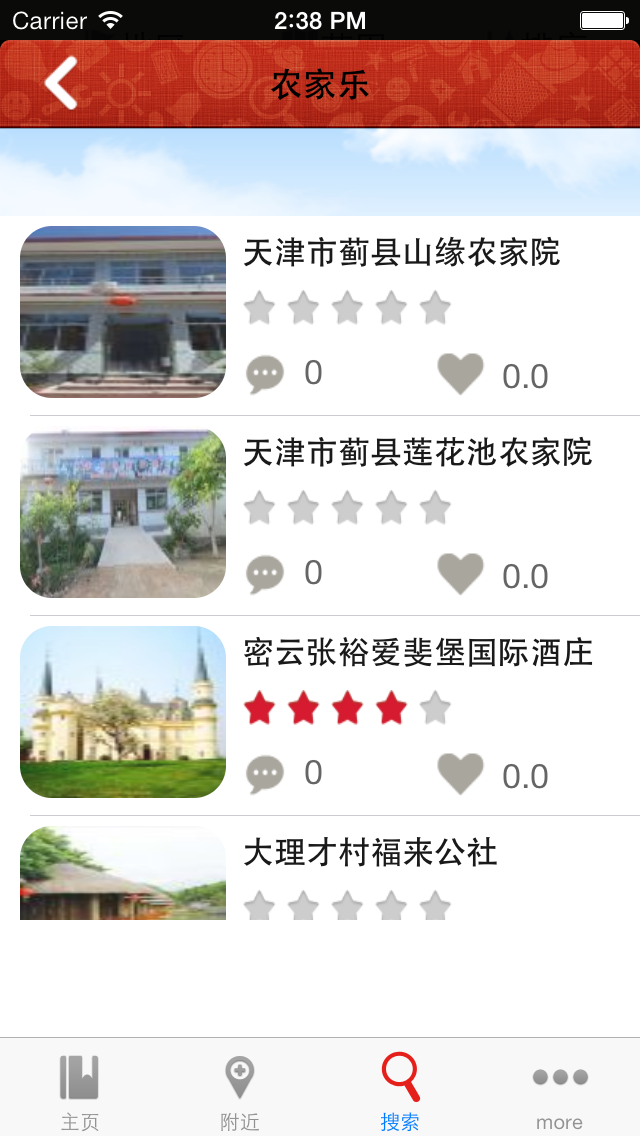 Carrier 2:38 PM
农家乐
天津市蓟县山缘农家院
0 0.0
天津市蓟县莲花池农家院
0 0.0
密云张裕爱斐堡国际酒庄
0 0.0
大理才村福来公社
主页 附近 搜索 more